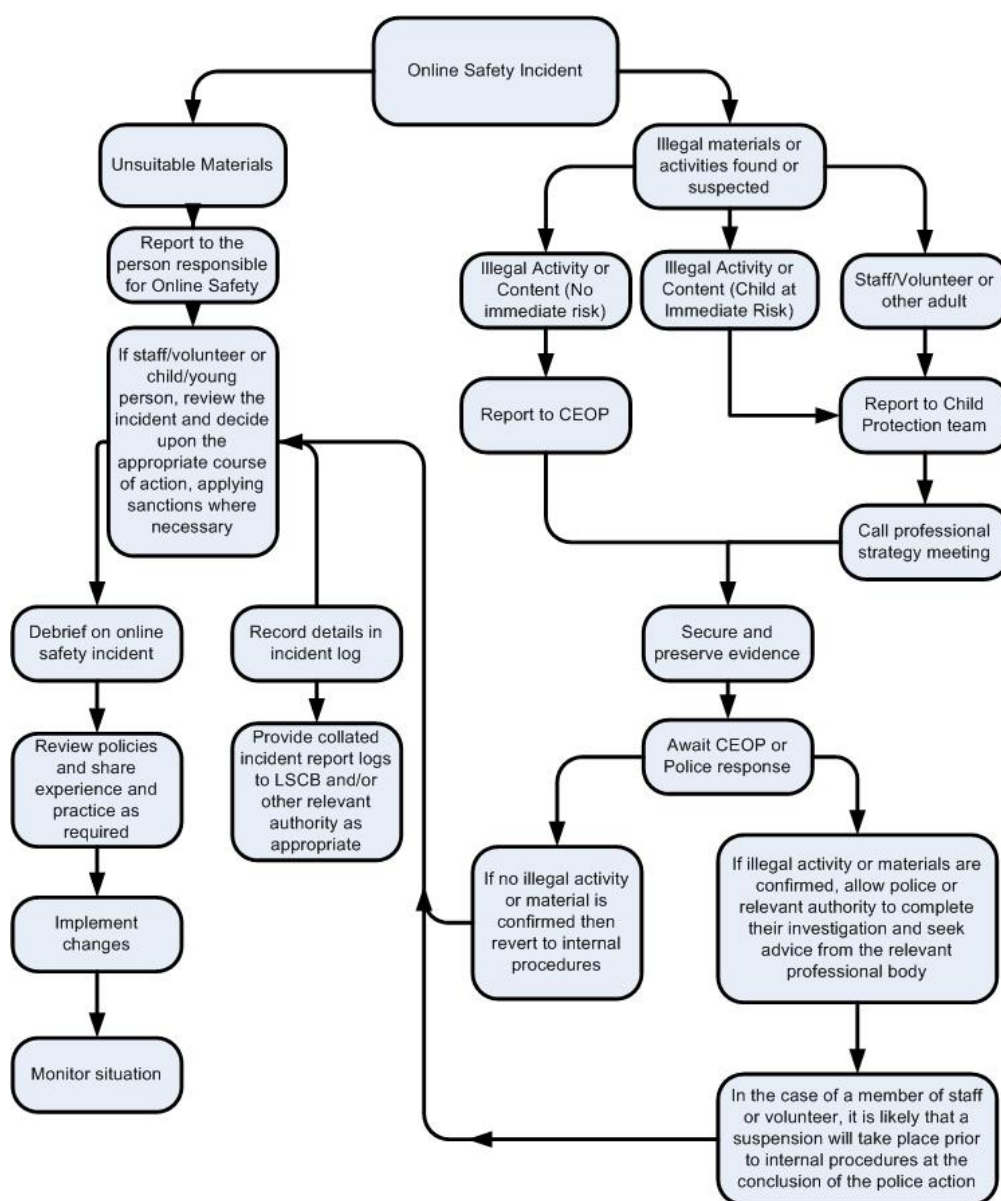 Online Safety Incident
Unsuitable Materials
Report to the
person responsible
for Online Safety
If staff/volunteer or
child/young
person, review the
incident and decide
upon the
appropriate course
of action, applying
sanctions where
necessary
Debrief on online
safety incident
Review policies
and share
experience and
practice as
required
Implement
changes
Monitor situation
Record details in
incident log
Provide collated
incident report logs
to LSCB and/or
other relevant
authority as
appropriate
Illegal materials or
activities found or
suspected
Illegal Activity or
Content (No
immediate risk)
Illegal Activity or
Content (Child at
Immediate Risk)
Staff/Volunteer or
other adult
Report to CEOP
Report to Child
Protection team
Call professional
strategy meeting
Secure and
preserve evidence
Await CEOP or
Police response
If no illegal activity
or material is
confirmed then
revert to internal
procedures
If illegal activity or materials are
confirmed, allow police or
relevant authority to complete
their investigation and seek
advice from the relevant
professional body
In the case of a member of staff
or volunteer, it is likely that a
suspension will take place prior
to internal procedures at the
conclusion of the police action